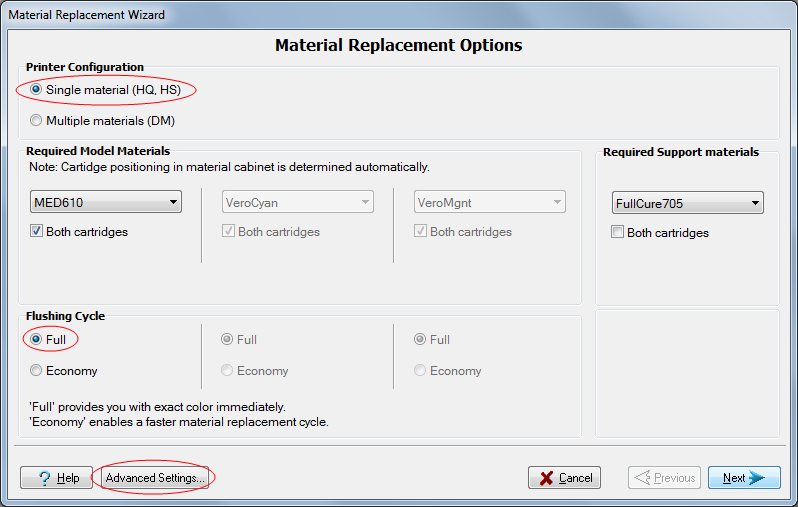 Material Replacement Wizard
Material Replacement Options
Printer Configuration
Single material (HQ, HS)
Multiple materials (DM)
Required Model Materials
Note: Cartidge positioning in material cabinet is determined automatically.
MED610
VeroCyan
VeroMgnt
Both cartridges
Both cartridges
Both cartridges
Required Support materials
FullCure705
Both cartridges
Flushing Cycle
Full
Full
Full
Economy
Economy
Economy
'Full' provides you with exact color immediately.
'Economy' enables a faster material replacement cycle.
? Help
Advanced Settings...
Cancel
Previous
Next